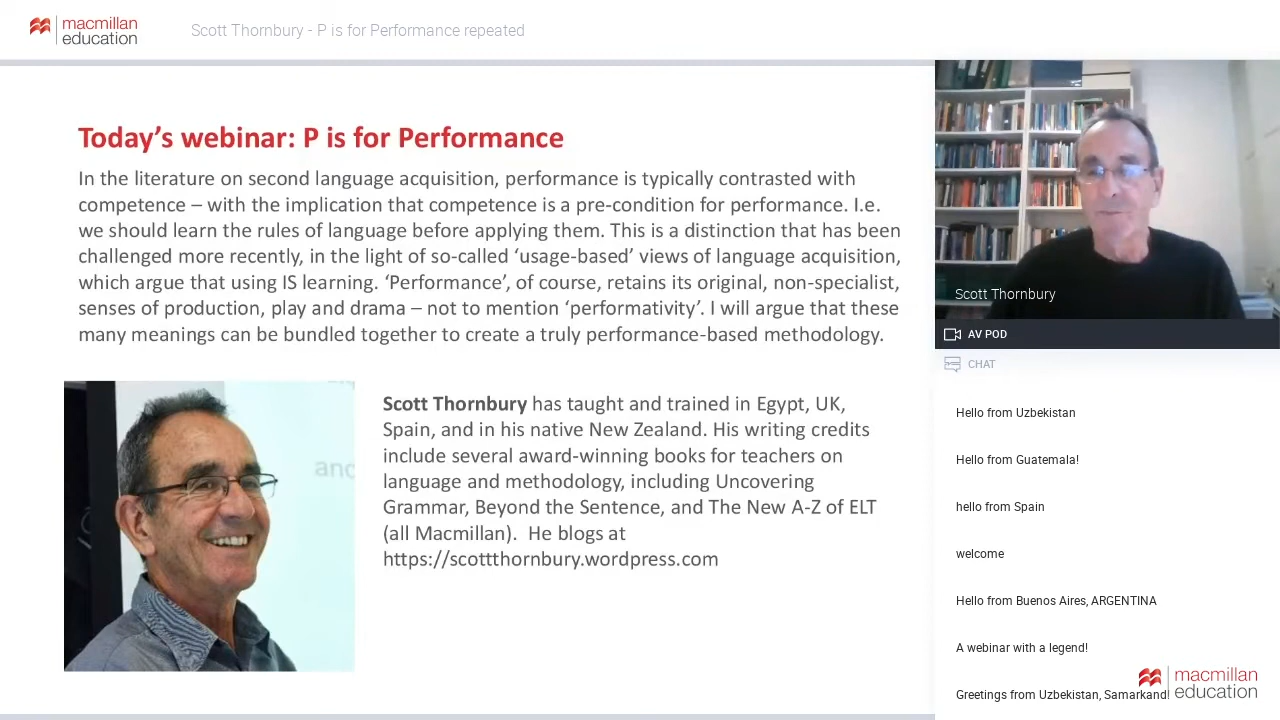 macmillan
education
Scott Thornbury - P is for Performance repeated
Today's webinar: P is for Performance
In the literature on second language acquisition, performance is typically contrasted with
competence – with the implication that competence is a pre-condition for performance. I.e.
we should learn the rules of language before applying them. This is a distinction that has been
challenged more recently, in the light of so-called 'usage-based' views of language acquisition,
which argue that using IS learning. 'Performance', of course, retains its original, non-specialist,
senses of production, play and drama – not to mention 'performativity'. I will argue that these
many meanings can be bundled together to create a truly performance-based methodology.
and
Scott Thornbury has taught and trained in Egypt, UK,
Spain, and in his native New Zealand. His writing credits
include several award-winning books for teachers on
language and methodology, including Uncovering
Grammar, Beyond the Sentence, and The New A-Z of ELT
(all Macmillan).  He blogs at
https://scottthornbury.wordpress.com
Scott Thornbury
AV POD
CHAT
Hello from Uzbekistan
Hello from Guatemala!
hello from Spain
welcome
Hello from Buenos Aires, ARGENTINA
A webinar with a legend!
Greetings from Uzbekistan, Samarkand!
macmillan
education